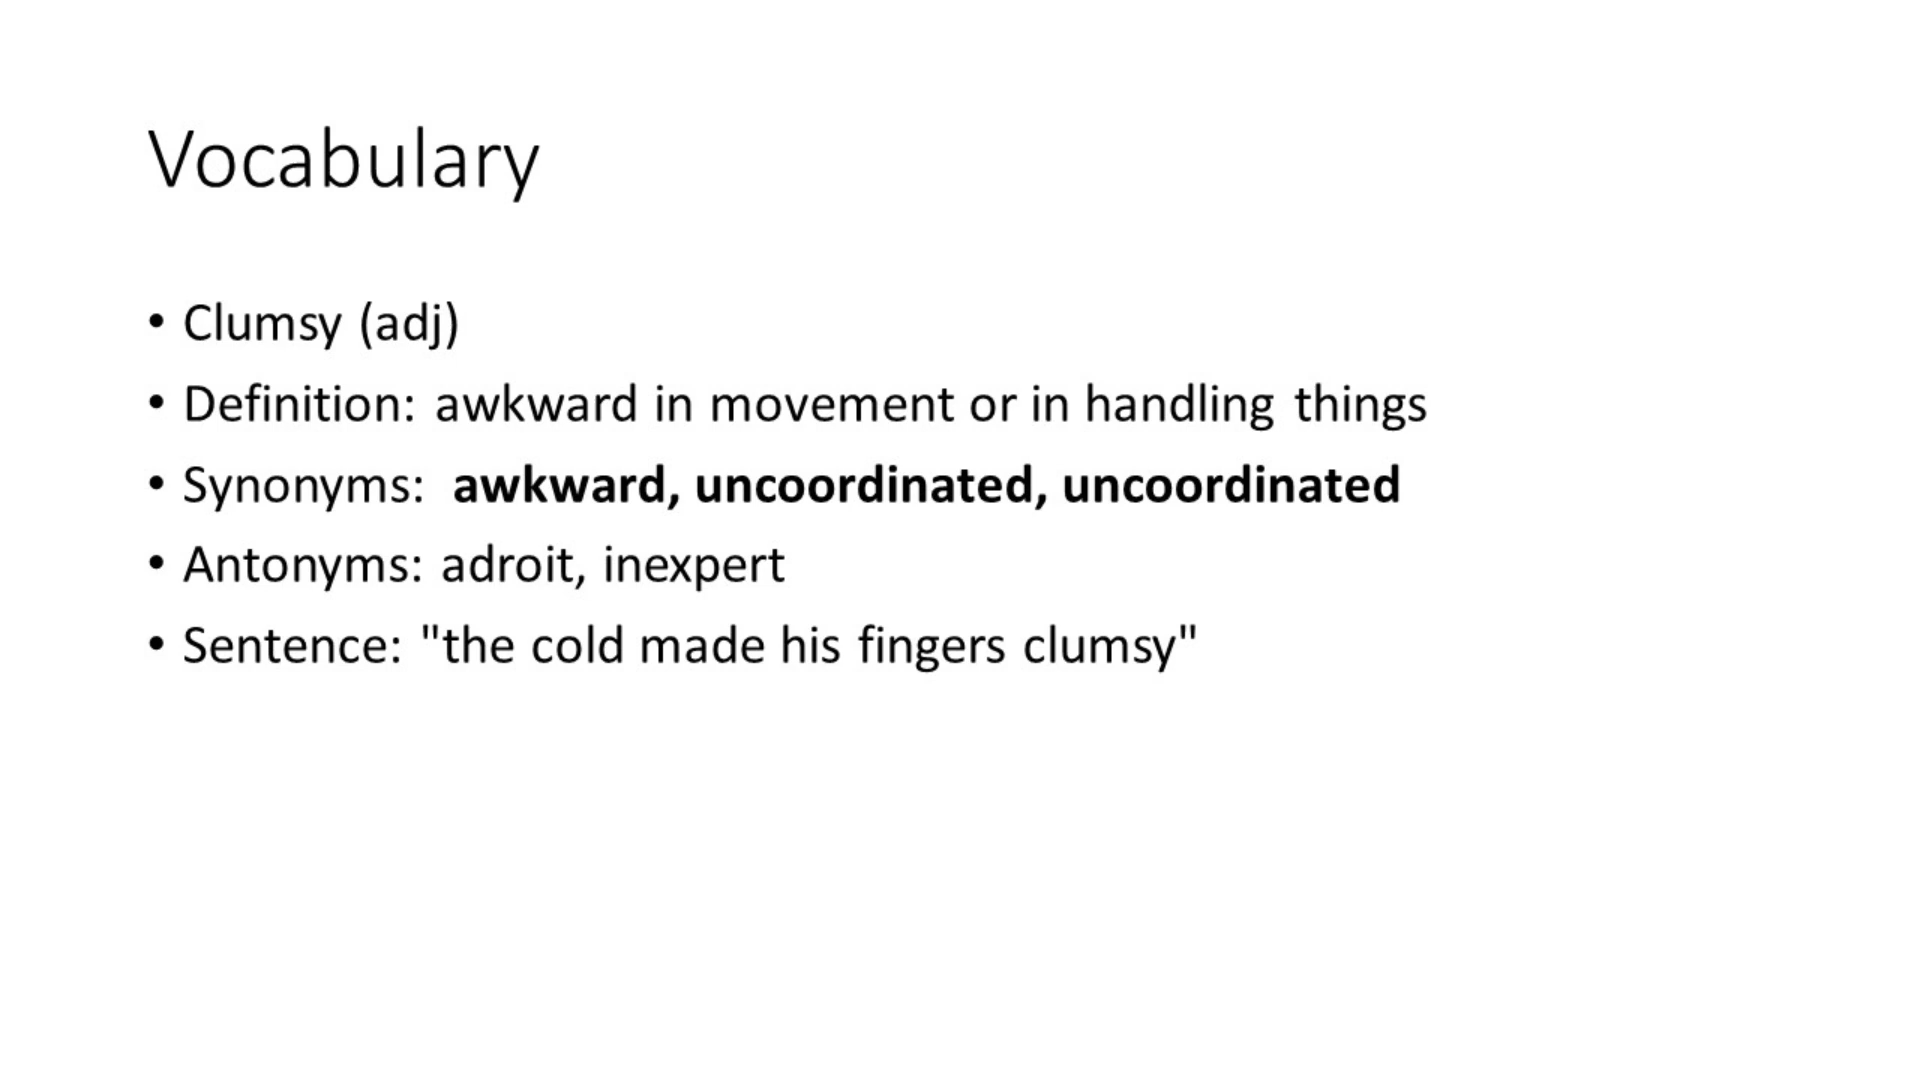 Vocabulary
• Clumsy (adj)
• Definition: awkward in movement or in handling things
• Synonyms: awkward, uncoordinated, uncoordinated
• Antonyms: adroit, inexpert
• Sentence: "the cold made his fingers clumsy"